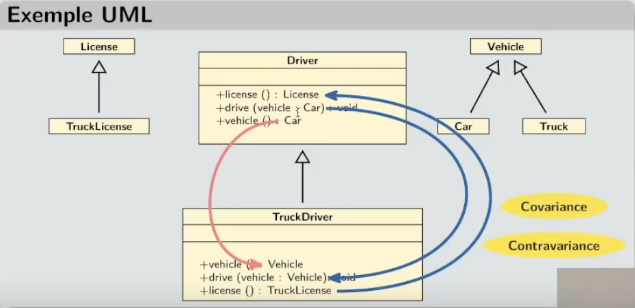 Exemple UML
License
TruckLicense
Driver
+license () : License
+drive (vehicle : Car) : void
+vehicle () : Car
Vehicle
Car
Truck
TruckDriver
+vehicle () : Vehicle
+drive (vehicle : Vehicle) : void
+license () : TruckLicense
Covariance
Contravariance